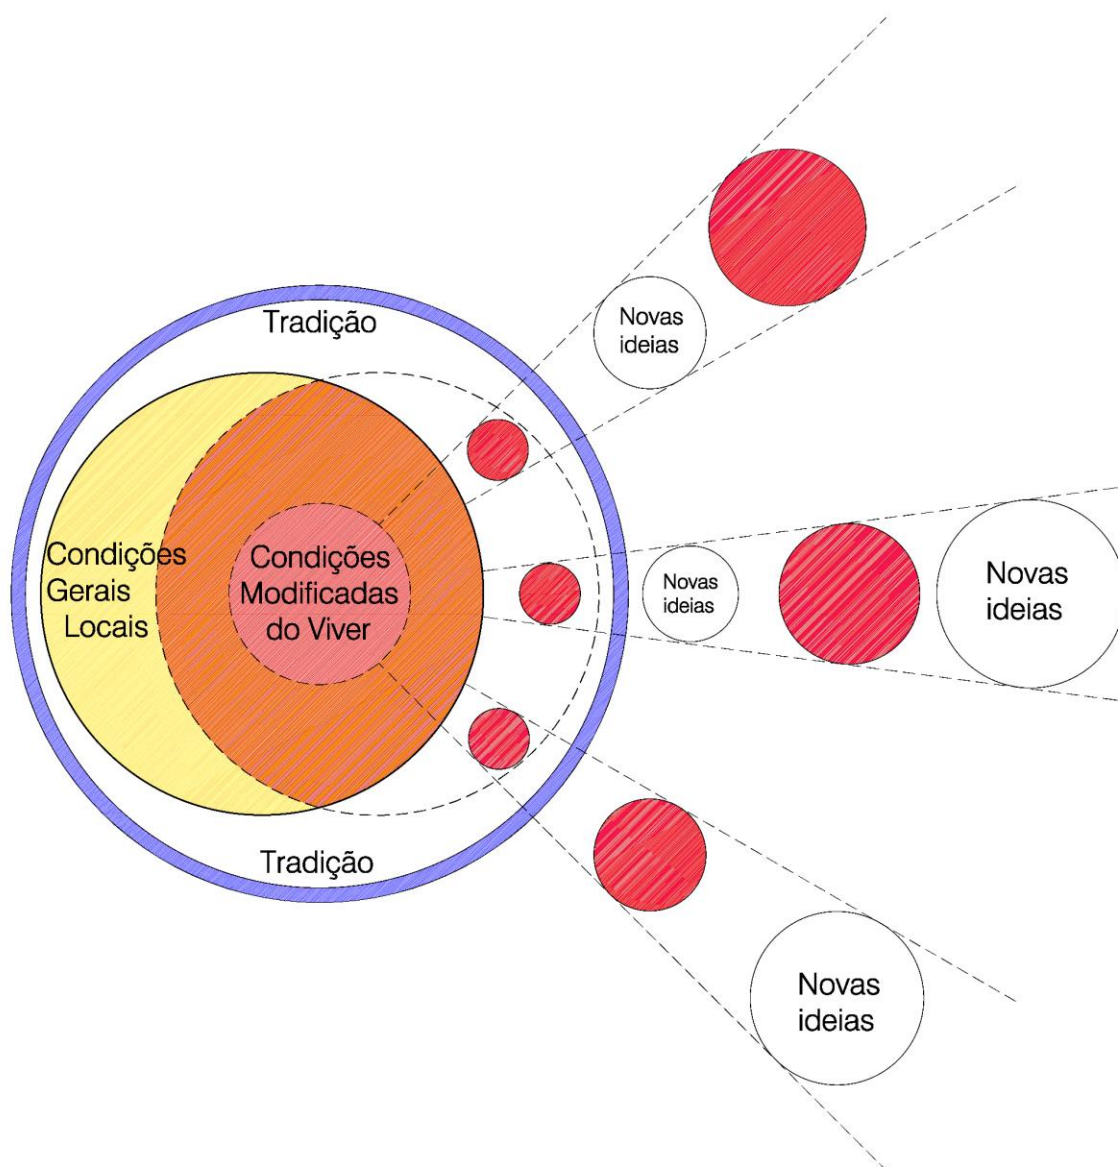 Tradição
Novas
ideias
Condições
Gerais
Locais
Condições
Modificadas
do Viver
Novas
ideias
Novas
ideias
Tradição
Novas
ideias